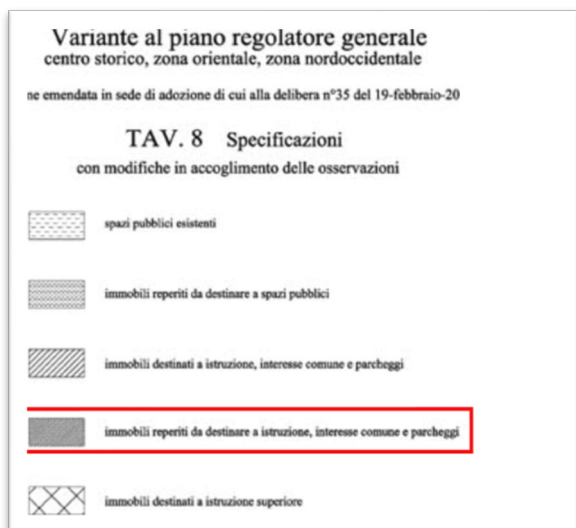 Variante al piano regolatore generale
centro storico, zona orientale, zona nordoccidentale
ne emendata in sede di adozione di cui alla delibera n°35 del 19-febbraio-20
TAV. 8 Specificazioni
con modifiche in accoglimento delle osservazioni
spazi pubblici esistenti
immobili reperiti da destinare a spazi pubblici
immobili destinati a istruzione, interesse comune e parcheggi
immobili reperiti da destinare a istruzione, interesse comune e parcheggi
immobili destinati a istruzione superiore